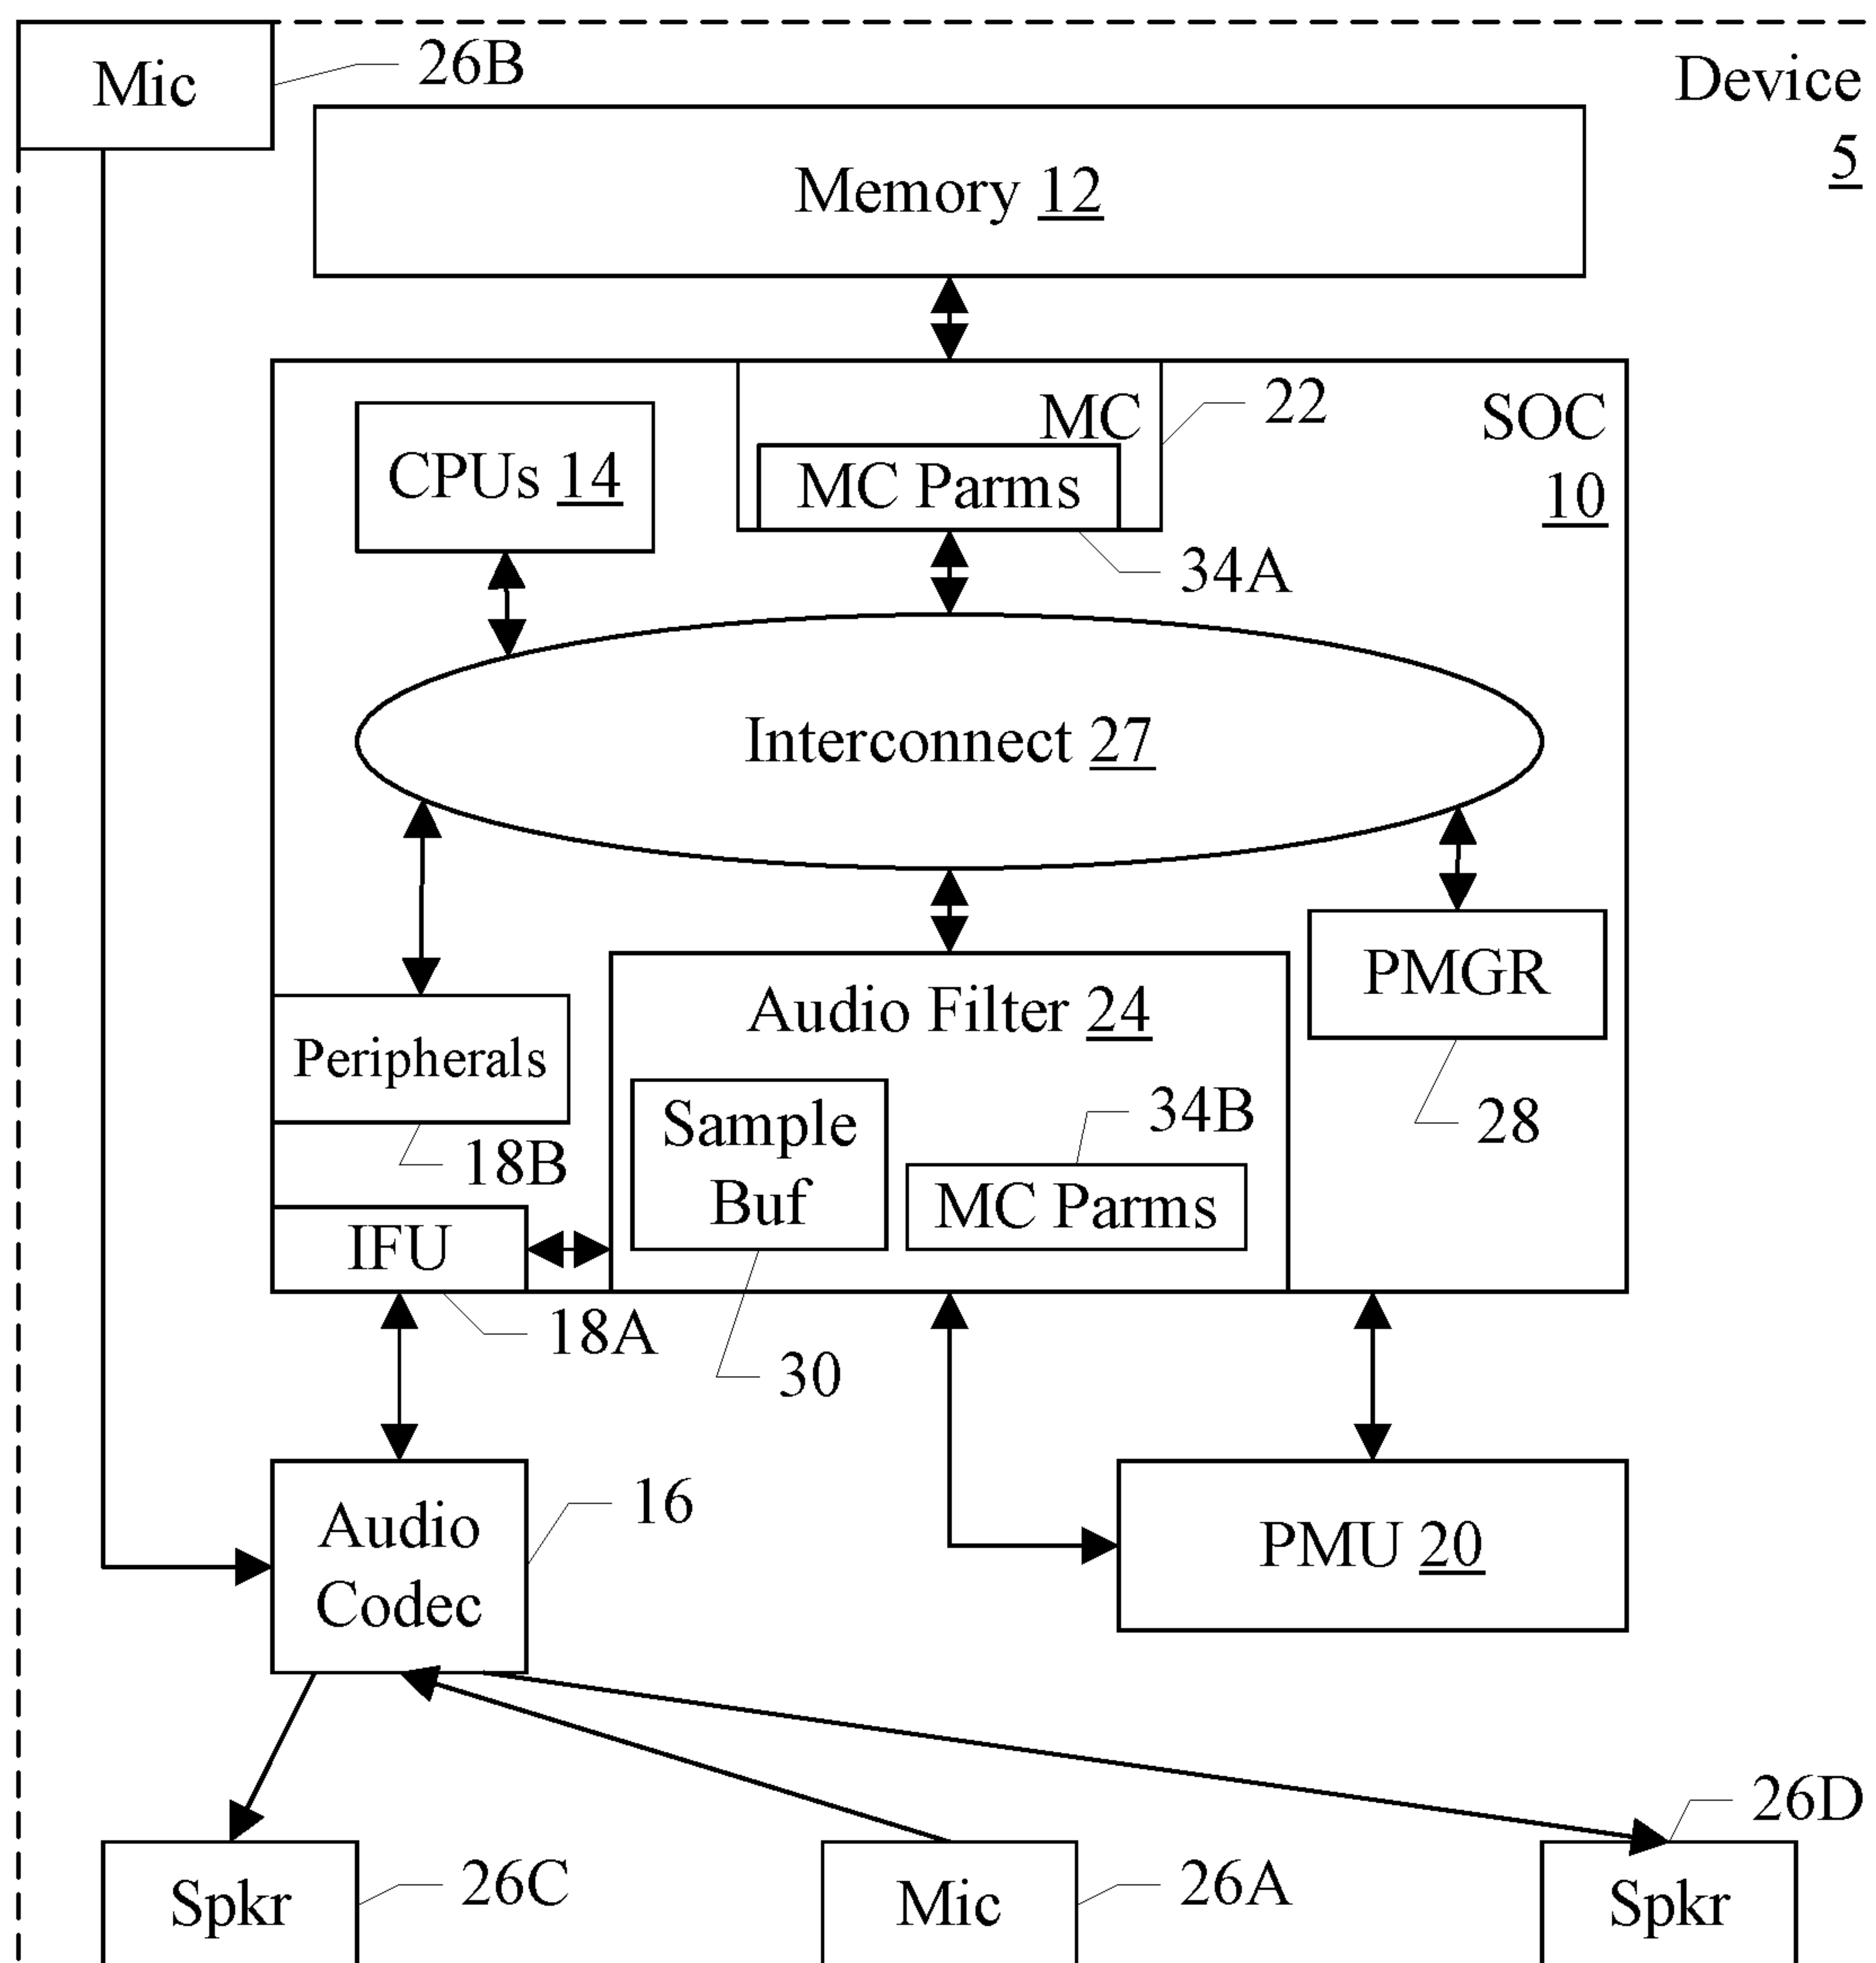 Mic
26B
Device
5
Memory 12
MC
22
SOC
10
CPUs 14
MC Parms
34A
Interconnect 27
PMGR
28
Peripherals
18B
Audio Filter 24
Sample
Buf
34B
MC Parms
IFU
18A
30
Audio
Codec
16
PMU 20
26D
Spkr
26C
Mic
26A
Spkr